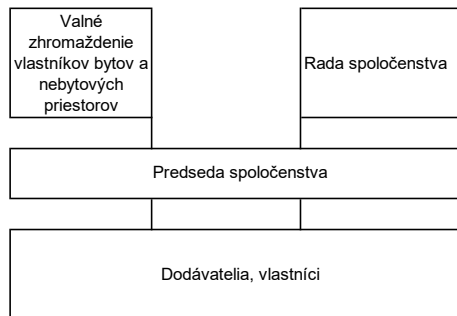 Valné
zhromaždenie
vlastníkov bytov a
nebytových
priestorov
Rada spoločenstva
Predseda spoločenstva
Dodávatelia, vlastníci